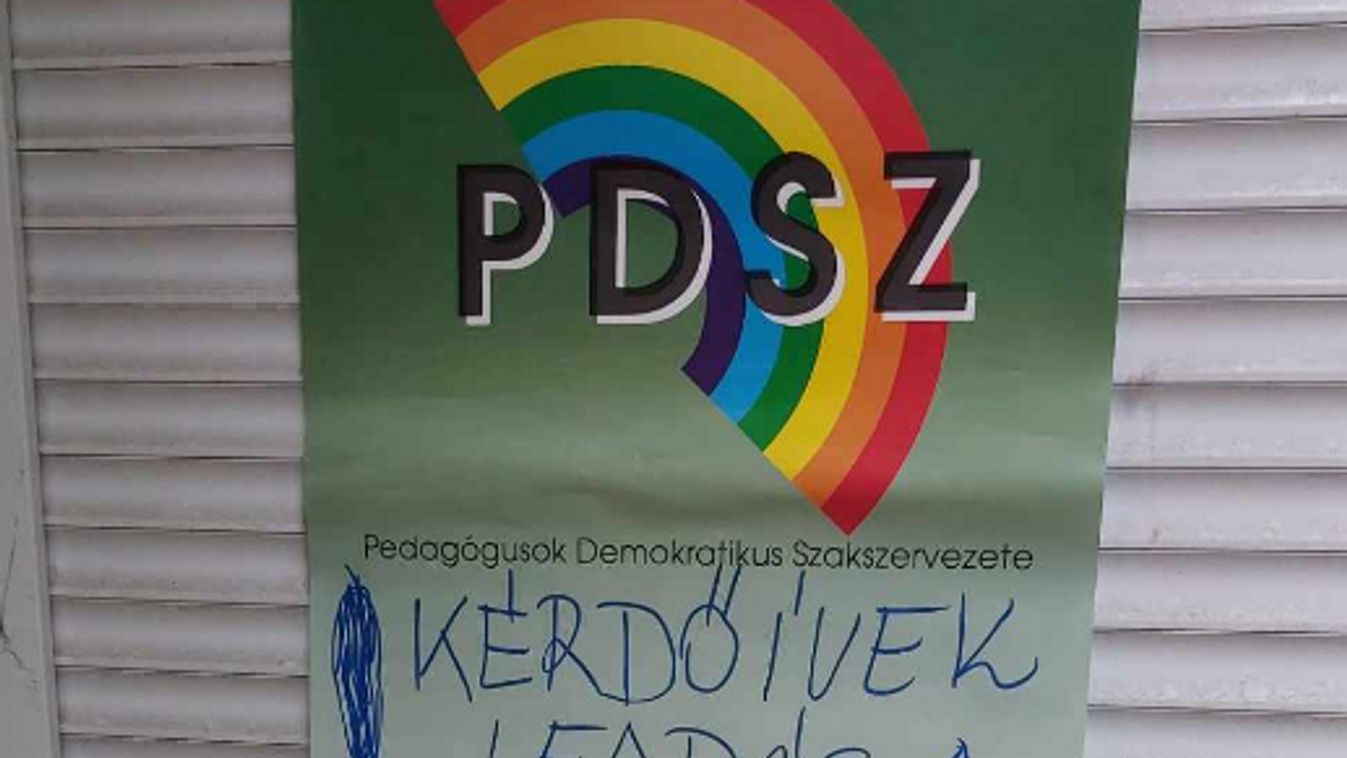 PDSZ
Pedagógusok Demokratikus Szakszervezete
KÉRDŐÍVEK